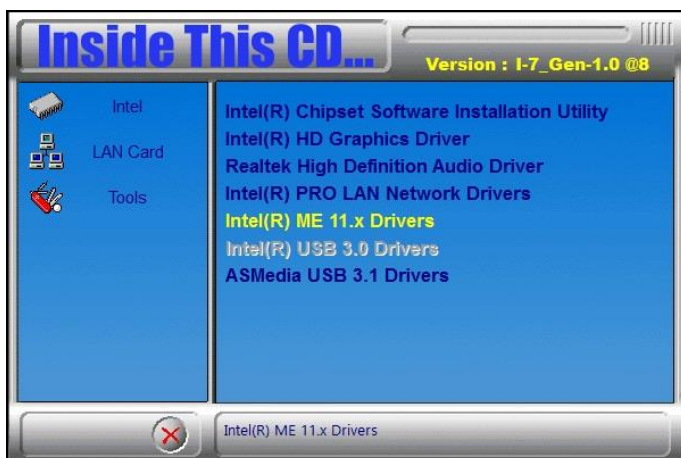 Inside This CD...
Version : I-7_Gen-1.0 @8
Intel
LAN Card
Tools
Intel(R) Chipset Software Installation Utility
Intel(R) HD Graphics Driver
Realtek High Definition Audio Driver
Intel(R) PRO LAN Network Drivers
Intel(R) ME 11.x Drivers
Intel(R) USB 3.0 Drivers
ASMedia USB 3.1 Drivers
Intel(R) ME 11.x Drivers